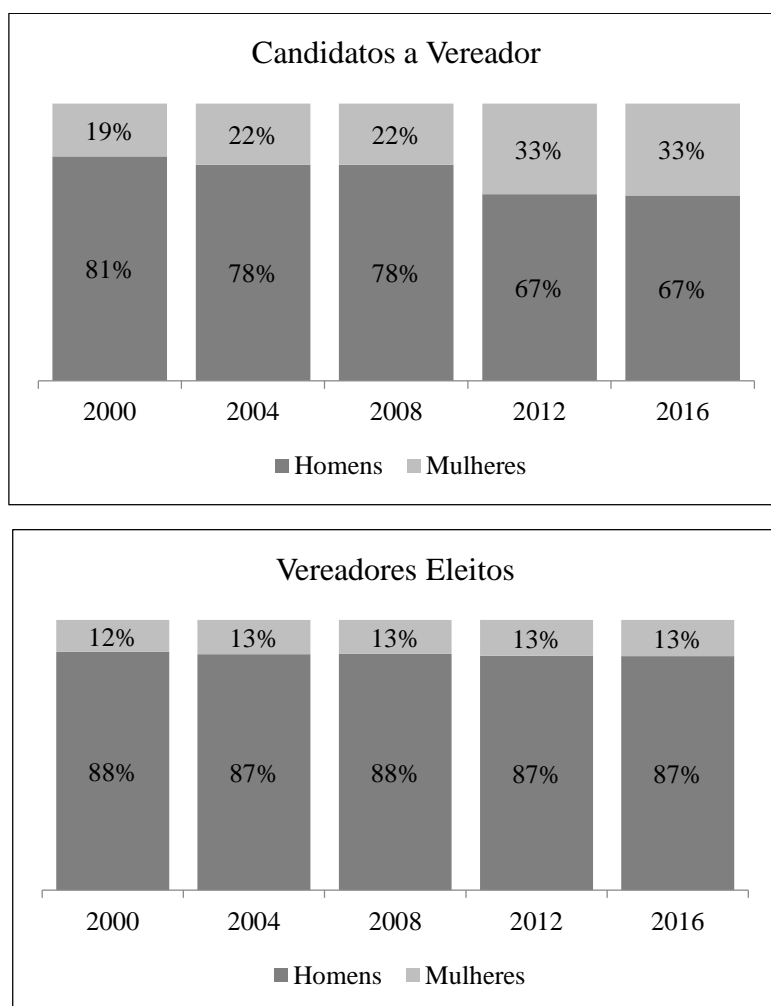 Candidatos a Vereador
19% 22% 22% 33% 33%
81% 78% 78% 67% 67%
2000 2004 2008 2012 2016
Homens Mulheres
Vereadores Eleitos
12% 13% 13% 13% 13%
88% 87% 88% 87% 87%
2000 2004 2008 2012 2016
Homens Mulheres